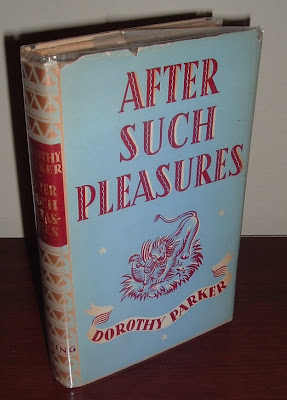 AFTER
SUCH
PLEASURES
DOROTHY PARKER